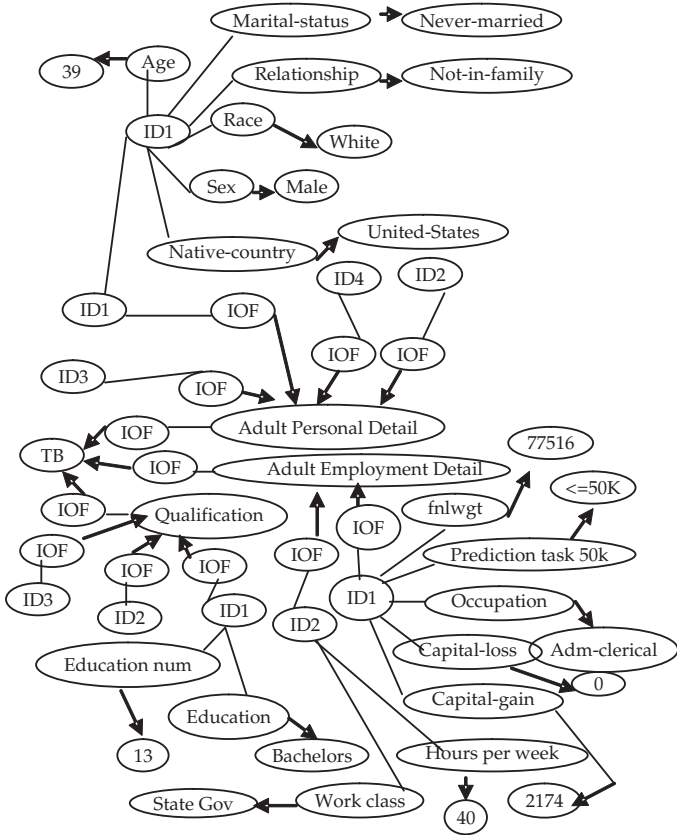 Marital-status
Never-married
39
Age
Relationship
Not-in-family
ID1
Race
White
Sex
Male
Native-country
United-States
ID4
ID2
ID1
IOF
IOF
IOF
ID3
IOF
IOF
Adult Personal Detail
77516
TB
IOF
Adult Employment Detail
<=50K
IOF
Qualification
IOF
fnlwgt
IOF
IOF
IOF
IOF
Prediction task 50k
ID3
ID2
ID1
ID2
ID1
Occupation
Education num
Capital-loss
Adm-clerical
0
Education
Capital-gain
13
Bachelors
Hours per week
State Gov
Work class
40
2174